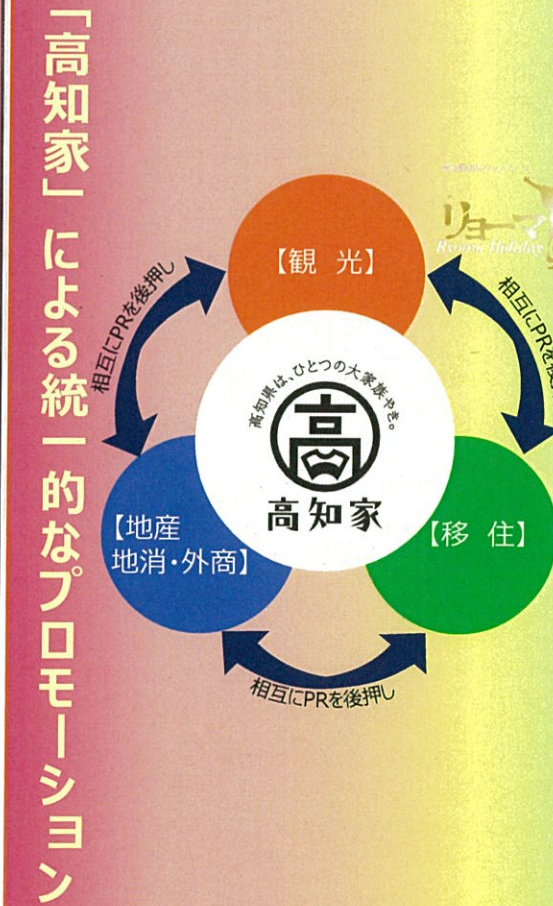 「高知家」による統一的なプロモーション
リョーマ
Ryoma Holiday
【観 光】
相互にPRを後押し
相互にPRを後
高知県は、ひとつの大家族やき。
高
高知家
【地産
地消・外商】
【移 住】
相互にPRを後押し